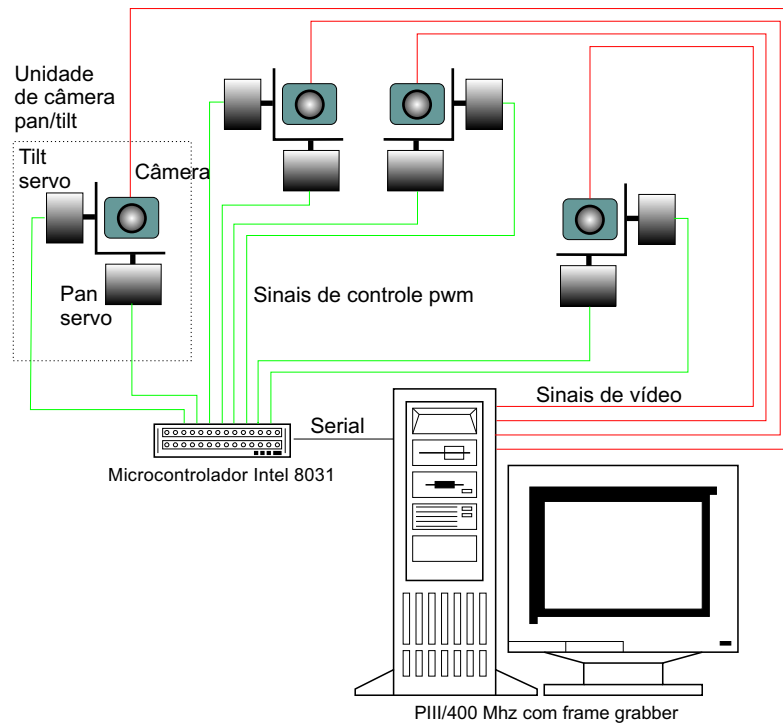 Unidade
de câmera
pan/tilt
Tilt
servo
Câmera
Pan
servo
Sinais de controle pwm
Sinais de vídeo
Serial
Microcontrolador Intel 8031
PIII/400 Mhz com frame grabber